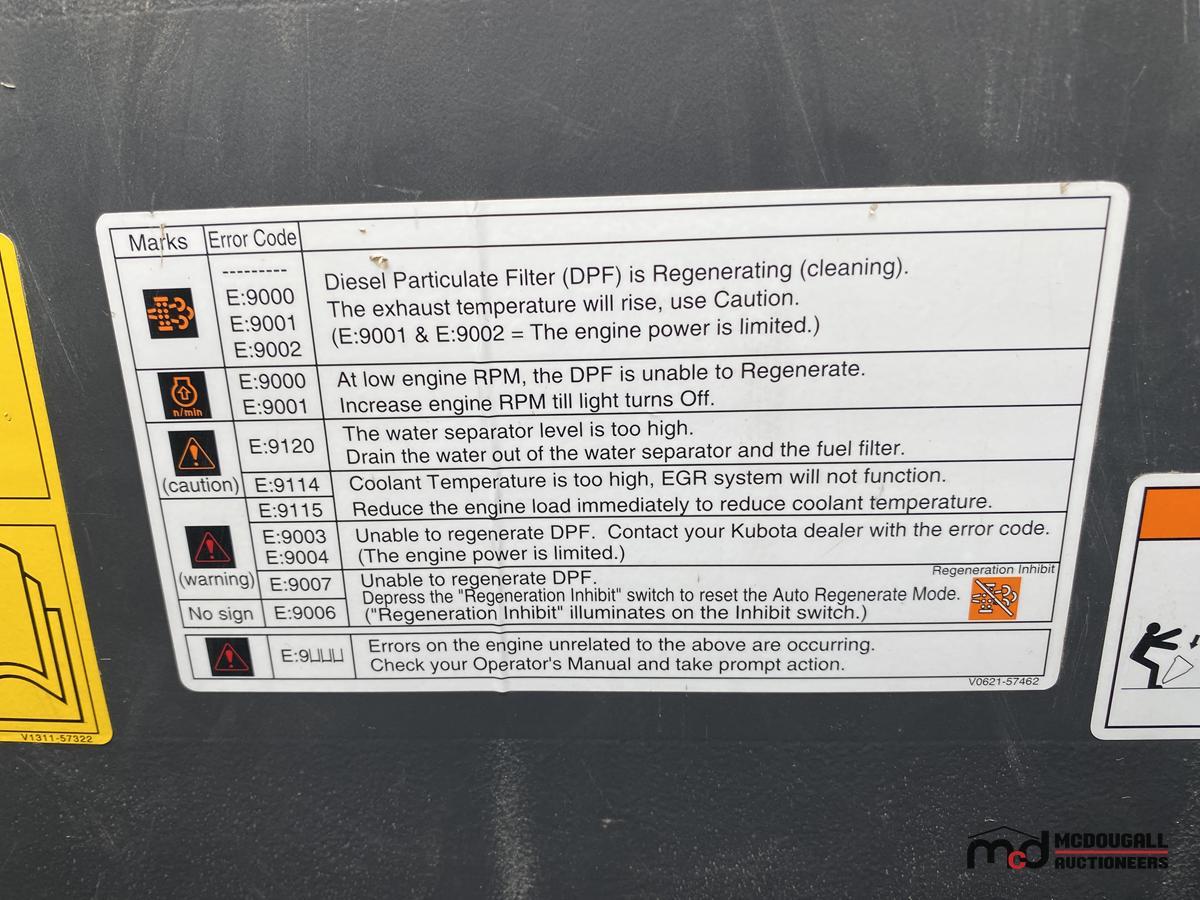 Marks Error Code
---------
E:9000
E:9001
E:9002
Diesel Particulate Filter (DPF) is Regenerating (cleaning).
The exhaust temperature will rise, use Caution.
(E:9001 & E:9002 = The engine power is limited.)
n/min
E:9000
E:9001
At low engine RPM, the DPF is unable to Regenerate.
Increase engine RPM till light turns Off.
(caution)
E:9120
The water separator level is too high.
Drain the water out of the water separator and the fuel filter.
E:9114
E:9115
Coolant Temperature is too high, EGR system will not function.
Reduce the engine load immediately to reduce coolant temperature.
(warning)
E:9003
E:9004
Unable to regenerate DPF. Contact your Kubota dealer with the error code.
(The engine power is limited.)
E:9007
No sign E:9006
Unable to regenerate DPF.
Depress the "Regeneration Inhibit" switch to reset the Auto Regenerate Mode.
("Regeneration Inhibit" illuminates on the Inhibit switch.)
Regeneration Inhibit
E:9␣␣␣
Errors on the engine unrelated to the above are occurring.
Check your Operator's Manual and take prompt action.
V0621-57462
V1311-57322
mcd MCDOUGALL
AUCTIONEERS